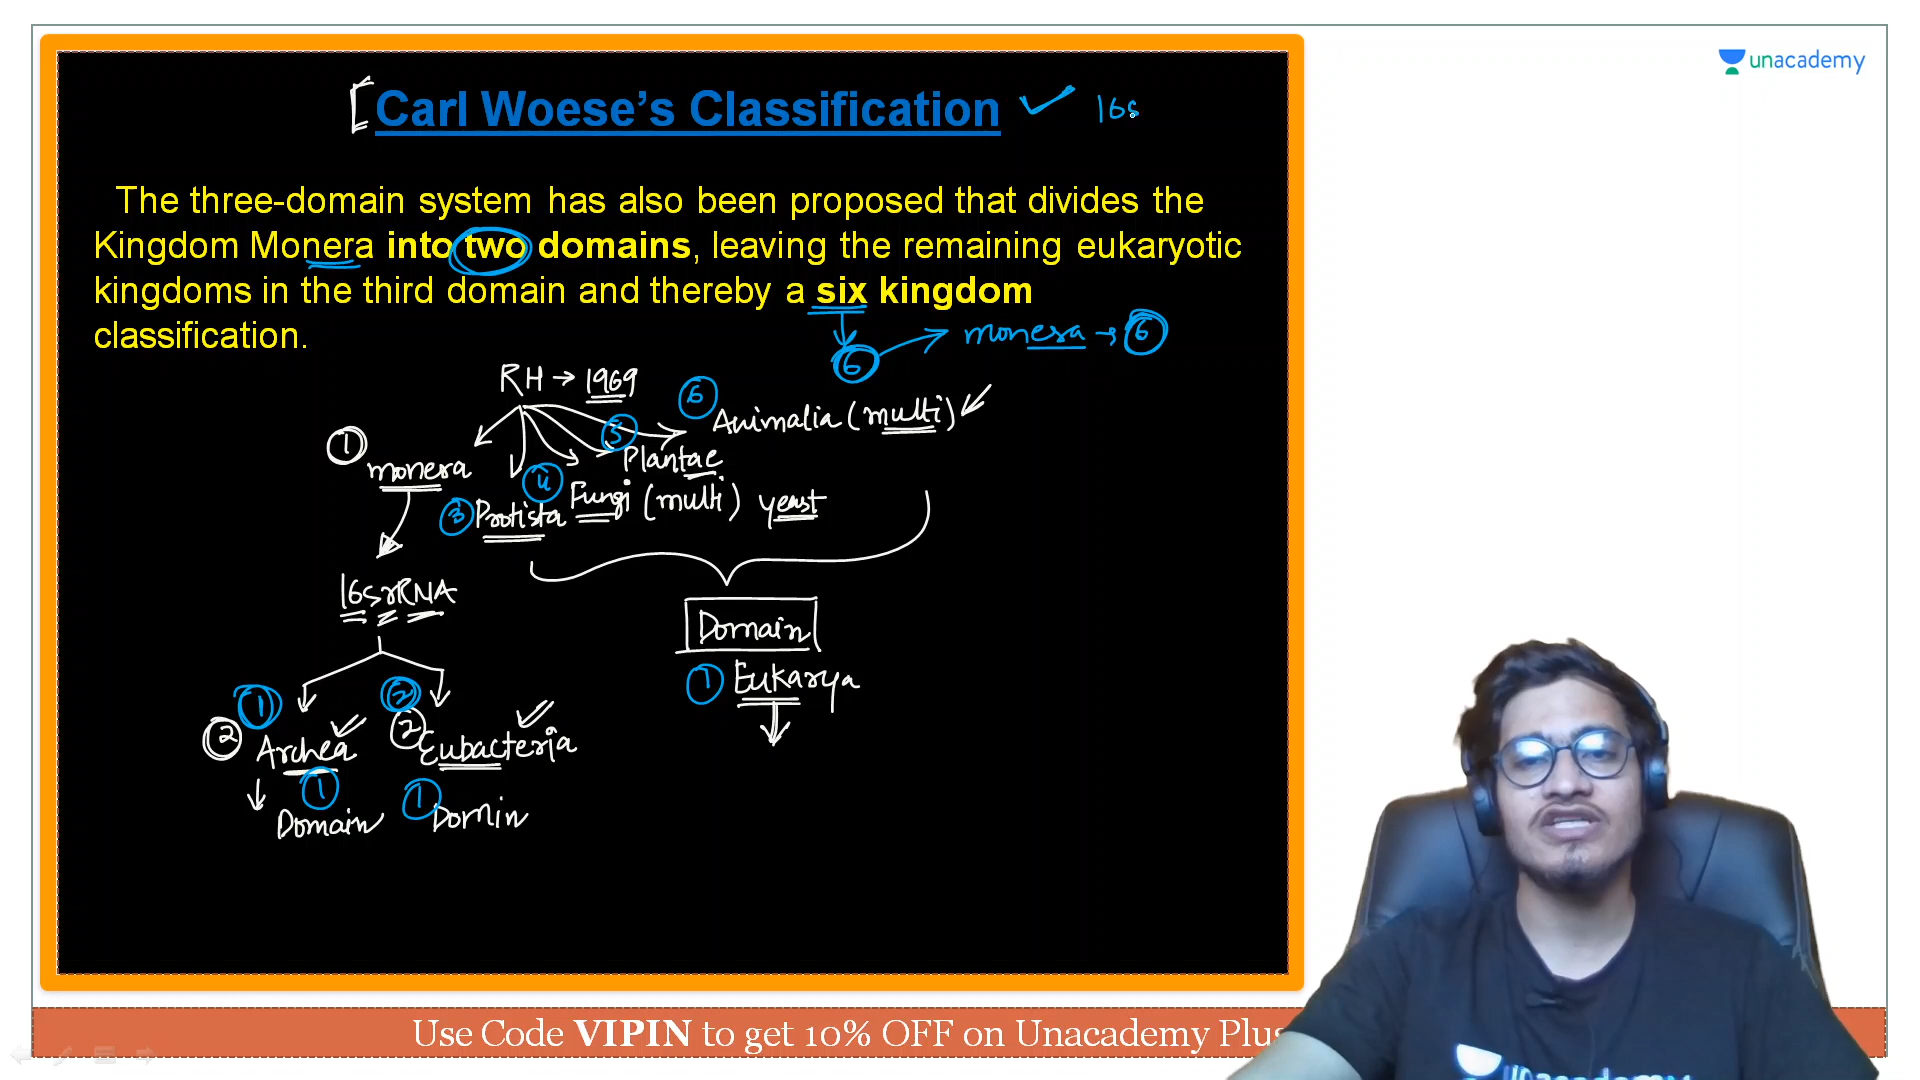 unacademy
[Carl Woese’s Classification ✓ 16s
The three-domain system has also been proposed that divides the
Kingdom Monera into two domains, leaving the remaining eukaryotic
kingdoms in the third domain and thereby a six kingdom
classification.
6 → monera → 6
RH → 1969
6 Animalia (multi)
1 monera
5 Plantae
4 Fungi (multi) yeast
3 Protista
16s rRNA
Domain
1 Eukarya
1 2
2 Archea 2 Eubacteria
1 Domain 1 Domin
Use Code VIPIN to get 10% OFF on Unacademy Plus
unacademy